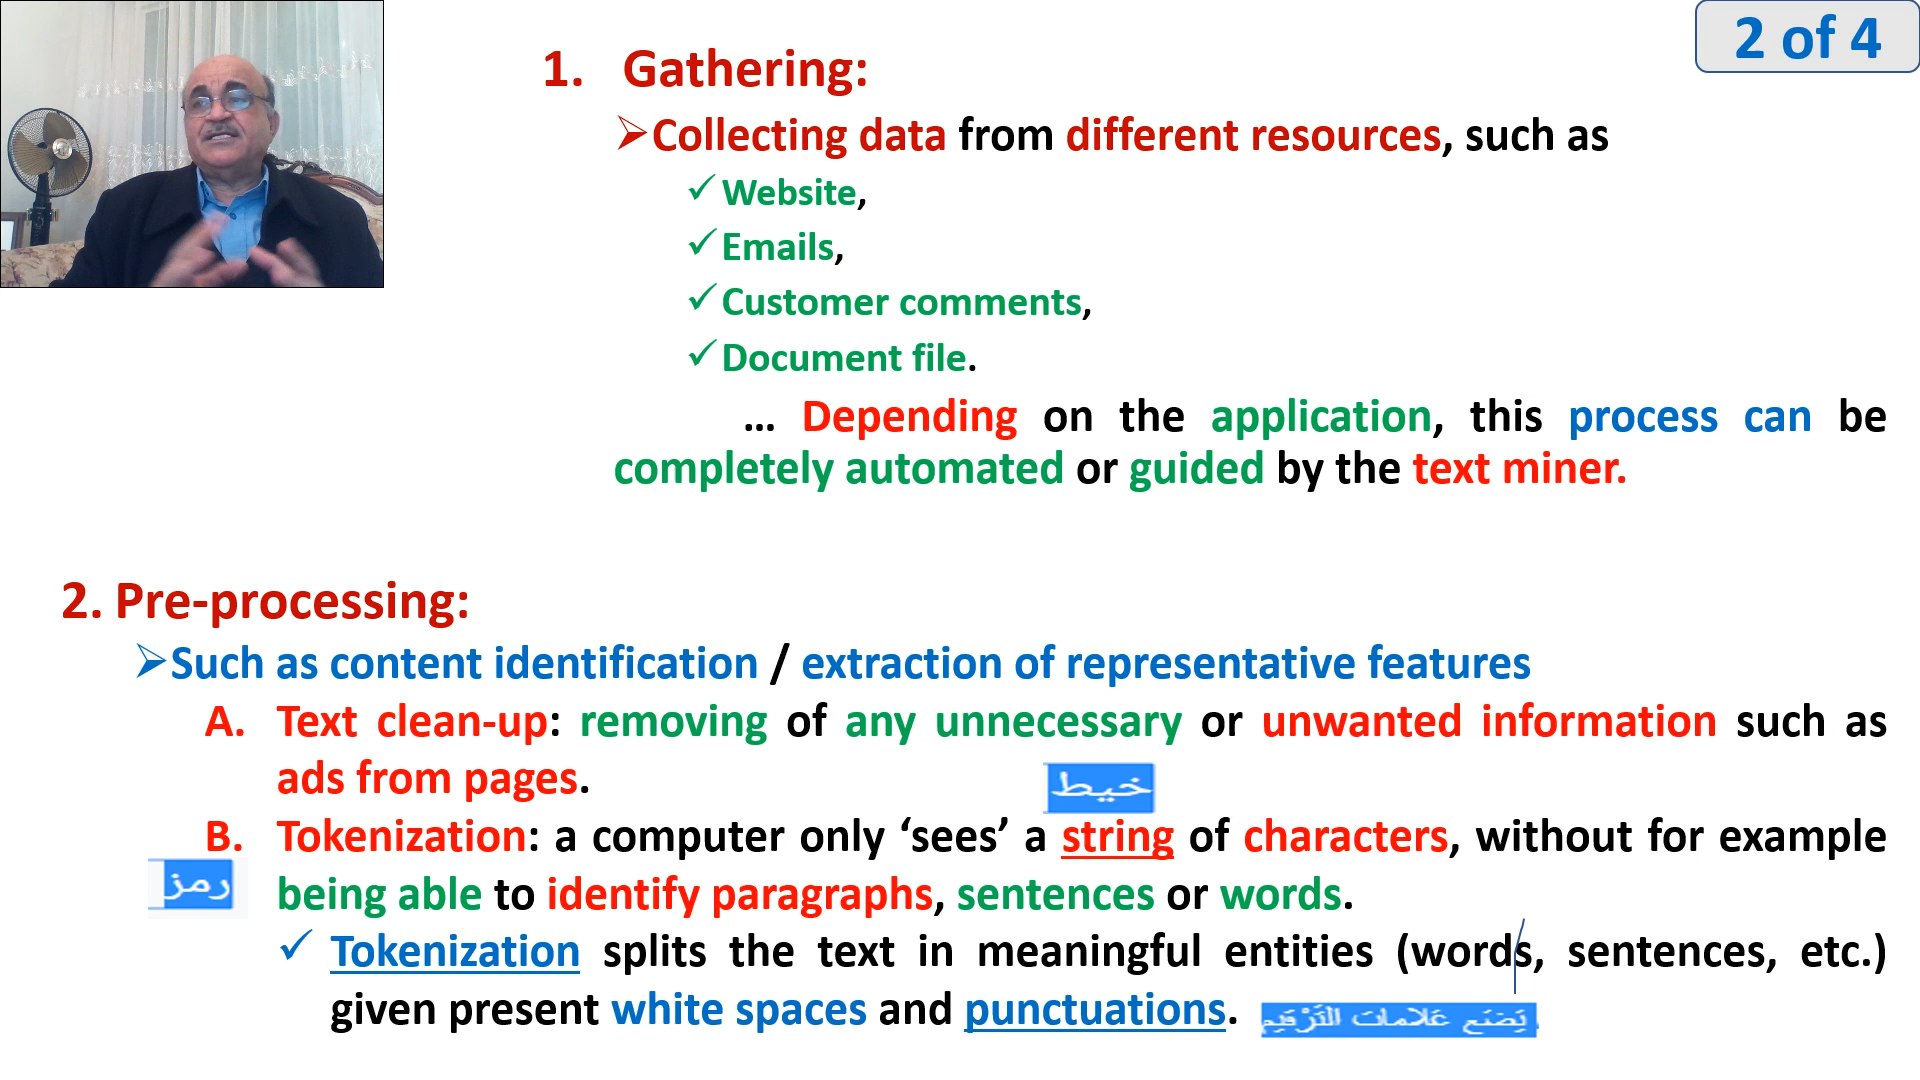 2 of 4
1. Gathering:
➢Collecting data from different resources, such as
✓Website,
✓Emails,
✓Customer comments,
✓Document file.
... Depending on the application, this process can be
completely automated or guided by the text miner.
2. Pre-processing:
➢Such as content identification / extraction of representative features
A. Text clean-up: removing of any unnecessary or unwanted information such as
ads from pages.
خيط
B. Tokenization: a computer only ‘sees’ a string of characters, without for example
رمز
being able to identify paragraphs, sentences or words.
✓ Tokenization splits the text in meaningful entities (words, sentences, etc.)
given present white spaces and punctuations.
يَصْنَع عَلاماتَ التَرْقيم